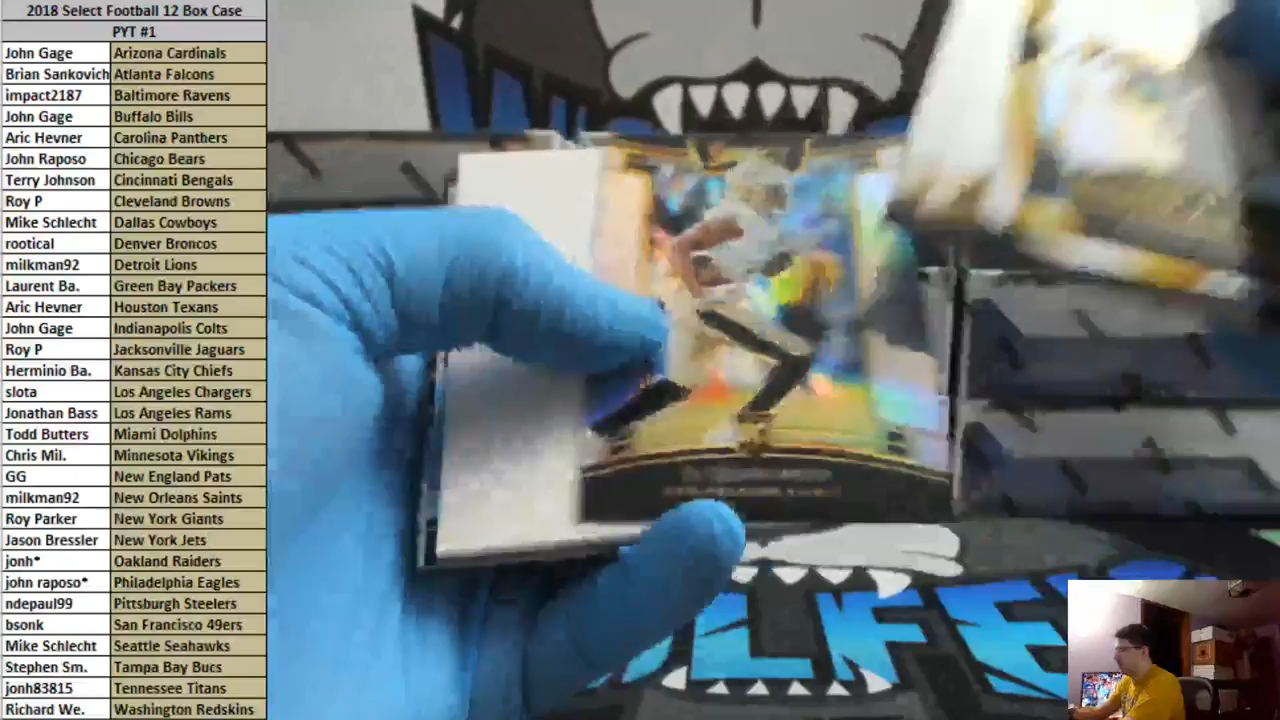 2018 Select Football 12 Box Case
PYT #1
John Gage Arizona Cardinals
Brian Sankovich Atlanta Falcons
impact2187 Baltimore Ravens
John Gage Buffalo Bills
Aric Hevner Carolina Panthers
John Raposo Chicago Bears
Terry Johnson Cincinnati Bengals
Roy P Cleveland Browns
Mike Schlecht Dallas Cowboys
rootical Denver Broncos
milkman92 Detroit Lions
Laurent Ba. Green Bay Packers
Aric Hevner Houston Texans
John Gage Indianapolis Colts
Roy P Jacksonville Jaguars
Herminio Ba. Kansas City Chiefs
slota Los Angeles Chargers
Jonathan Bass Los Angeles Rams
Todd Butters Miami Dolphins
Chris Mil. Minnesota Vikings
GG New England Pats
milkman92 New Orleans Saints
Roy Parker New York Giants
Jason Bressler New York Jets
jonh* Oakland Raiders
john raposo* Philadelphia Eagles
ndepaul99 Pittsburgh Steelers
bsonk San Francisco 49ers
Mike Schlecht Seattle Seahawks
Stephen Sm. Tampa Bay Bucs
jonh83815 Tennessee Titans
Richard We. Washington Redskins